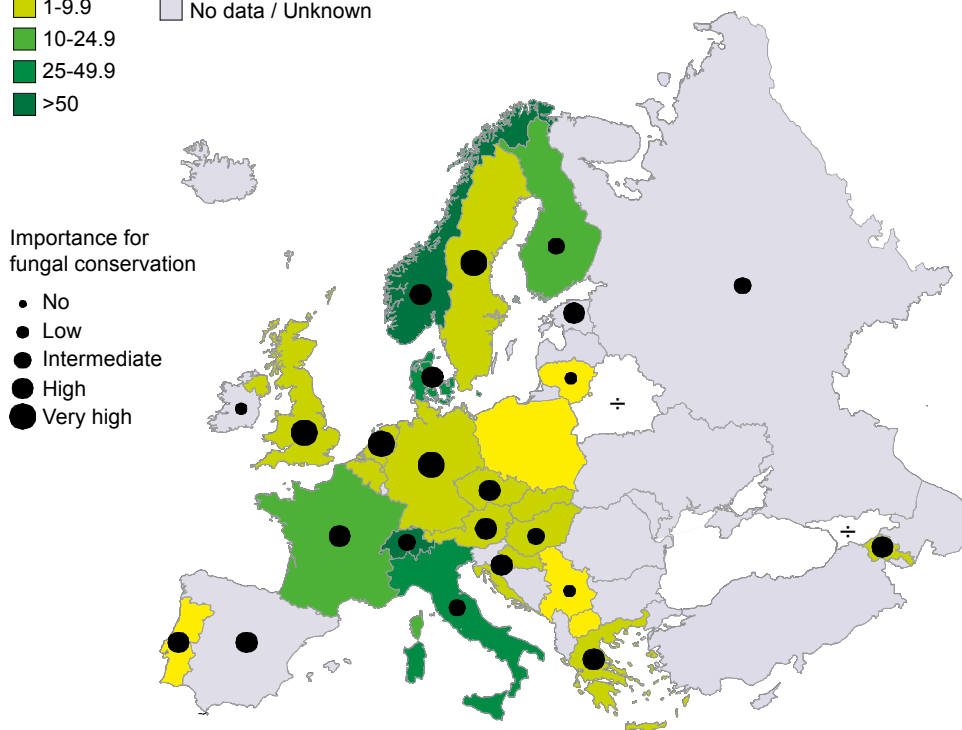 1-9.9
No data / Unknown
10-24.9
25-49.9
>50
Importance for
fungal conservation
No
Low
Intermediate
High
Very high
÷
÷